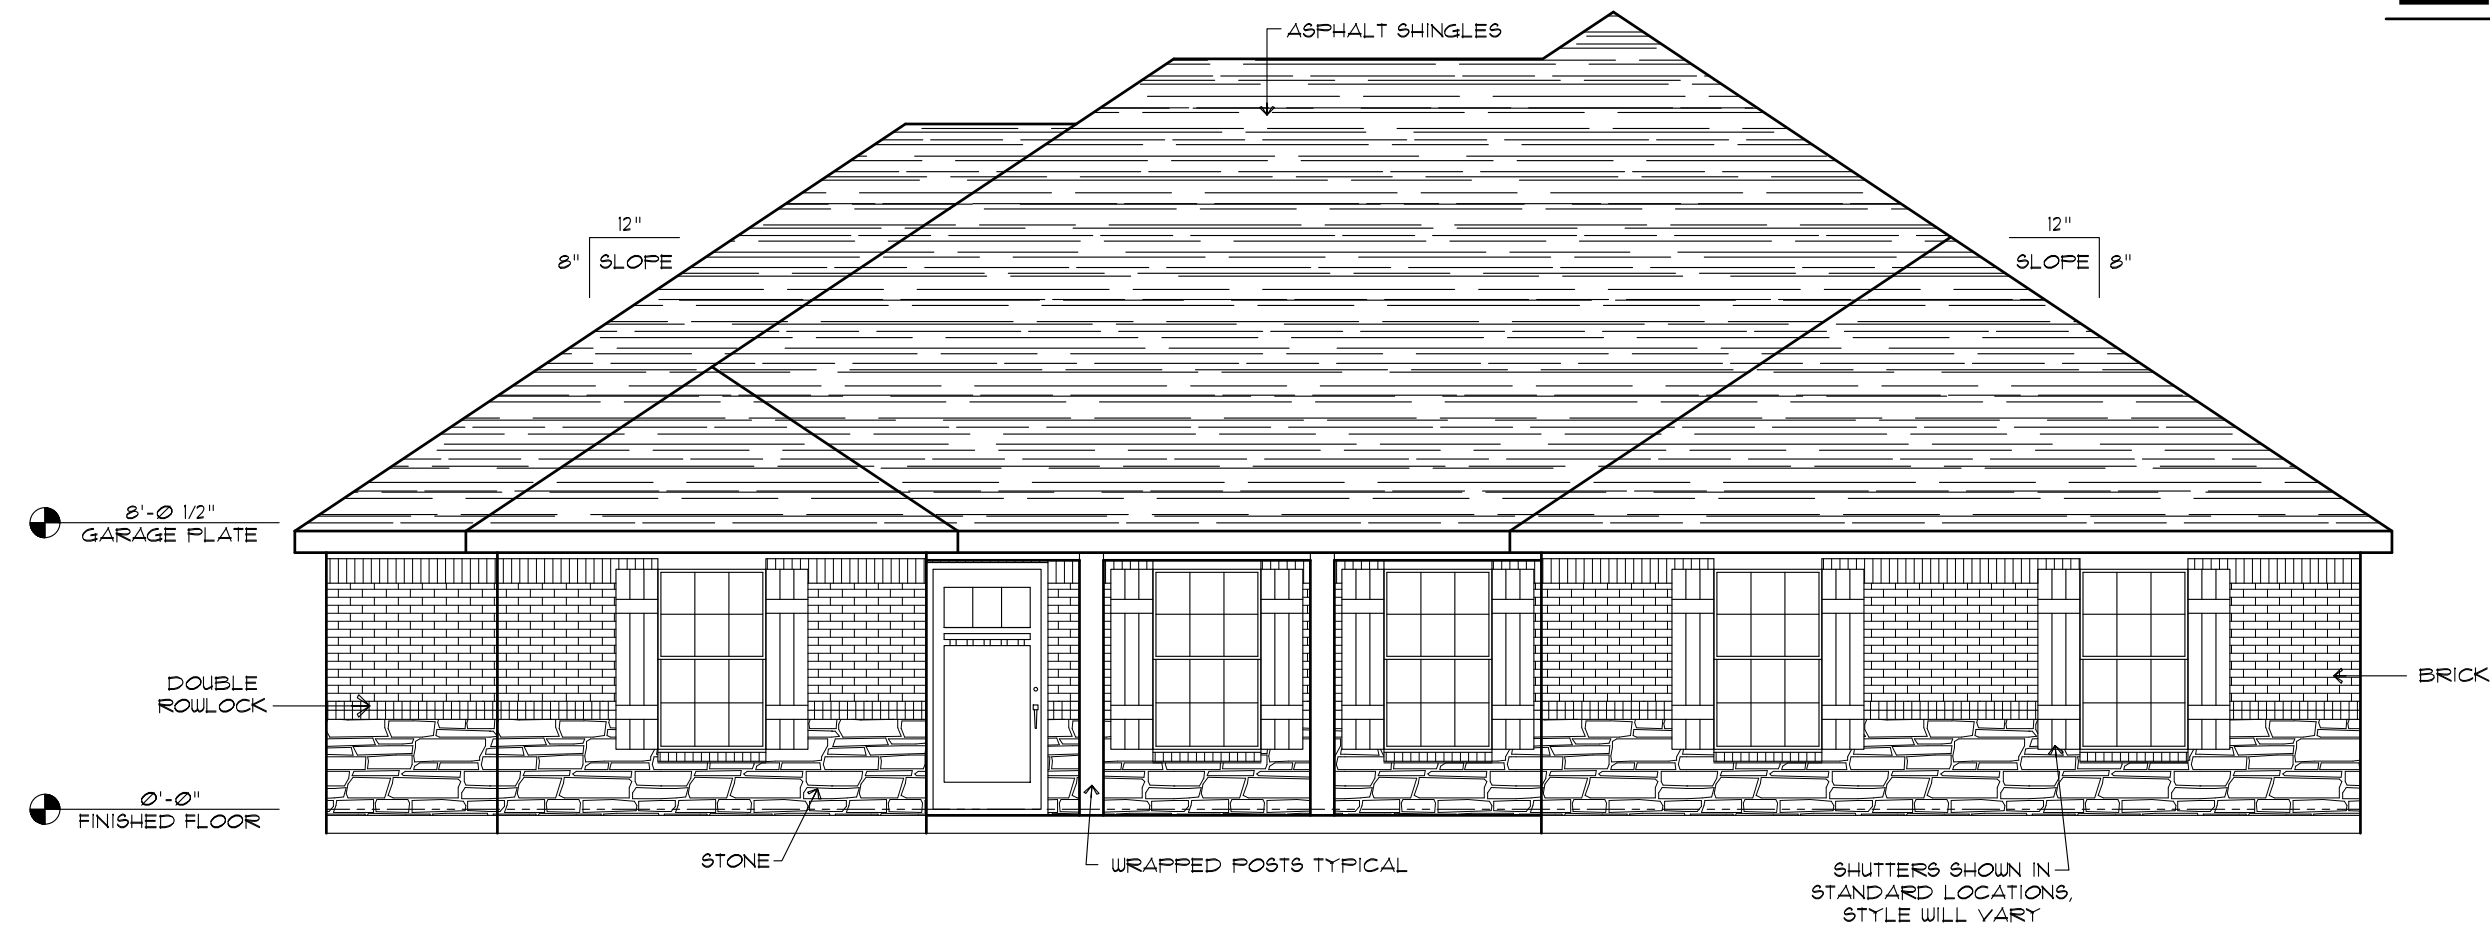 ASPHALT SHINGLES
12"
8" SLOPE
12"
SLOPE 8"
8'-0 1/2"
GARAGE PLATE
DOUBLE
ROWLOCK
BRICK
0'-0"
FINISHED FLOOR
STONE
WRAPPED POSTS TYPICAL
SHUTTERS SHOWN IN
STANDARD LOCATIONS,
STYLE WILL VARY